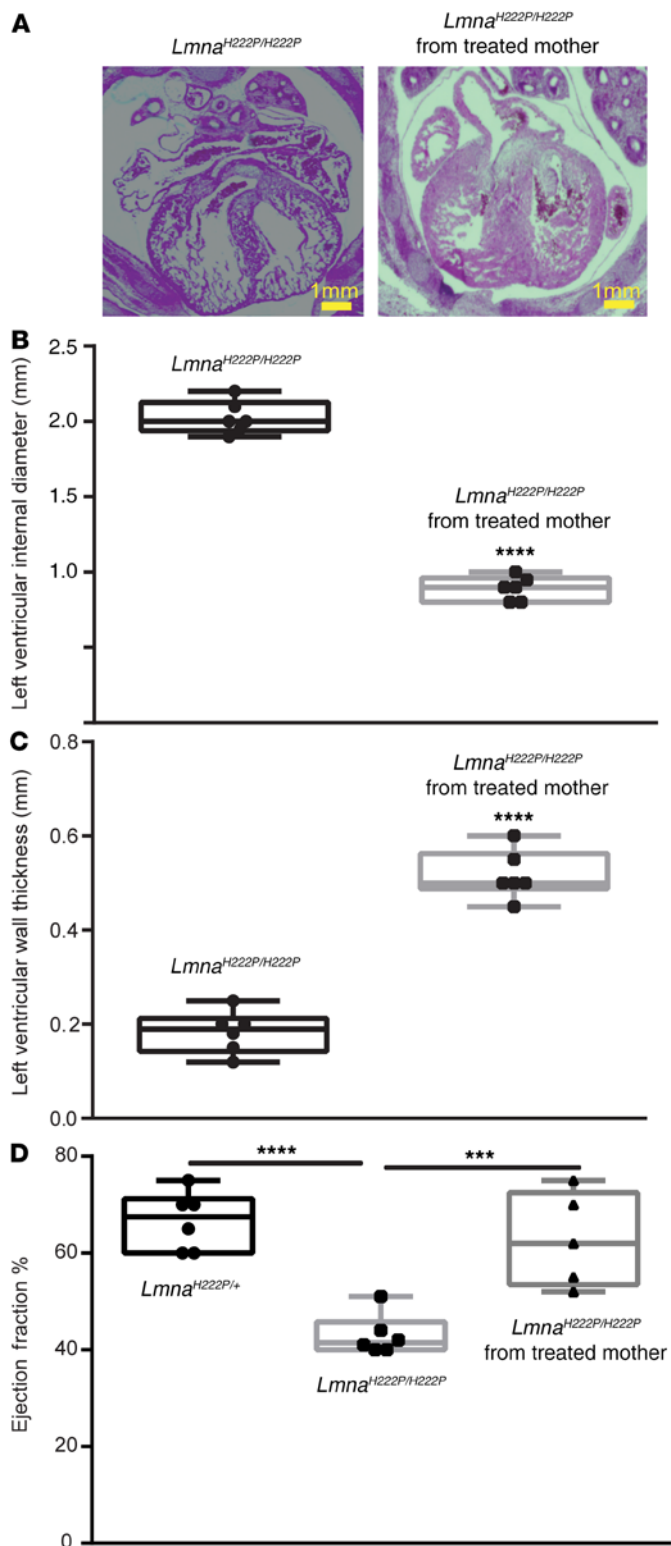 A
Lmna^H222P/H222P
Lmna^H222P/H222P
from treated mother
1mm
1mm
B
Left ventricular internal diameter (mm)
2.5
2.0
1.5
1.0
Lmna^H222P/H222P
Lmna^H222P/H222P
from treated mother
****
C
Left ventricular wall thickness (mm)
0.8
0.6
0.4
0.2
0.0
Lmna^H222P/H222P
from treated mother
****
Lmna^H222P/H222P
D
Ejection fraction %
80
60
40
20
0
****
***
Lmna^H222P/+
Lmna^H222P/H222P
Lmna^H222P/H222P
from treated mother